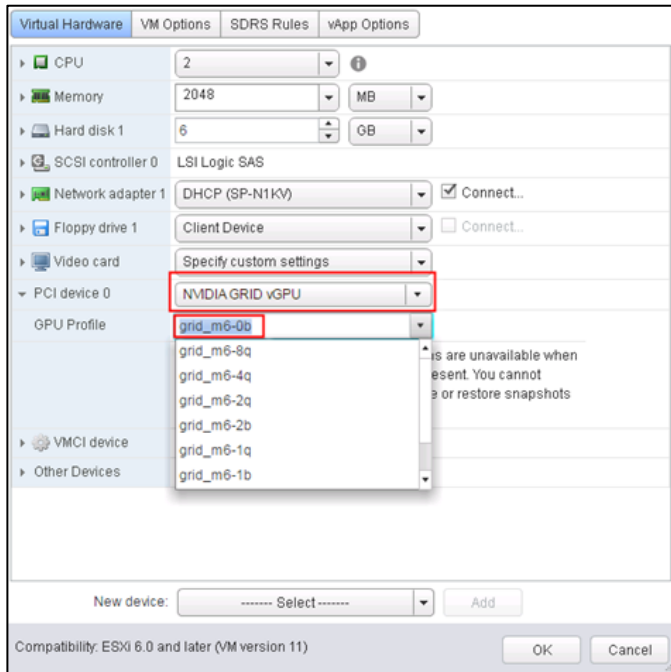 Virtual Hardware VM Options SDRS Rules vApp Options
CPU 2
Memory 2048 MB
Hard disk 1 6 GB
SCSI controller 0 LSI Logic SAS
Network adapter 1 DHCP (SP-N1KV) Connect...
Floppy drive 1 Client Device Connect...
Video card Specify custom settings
PCI device 0 NVIDIA GRID vGPU
GPU Profile grid_m6-0b
grid_m6-8q
s are unavailable when
grid_m6-4q
esent. You cannot
grid_m6-2q
e or restore snapshots
grid_m6-2b
grid_m6-1q
VMCI device
grid_m6-1b
Other Devices
New device: ------- Select ------- Add
Compatibility: ESXi 6.0 and later (VM version 11) OK Cancel